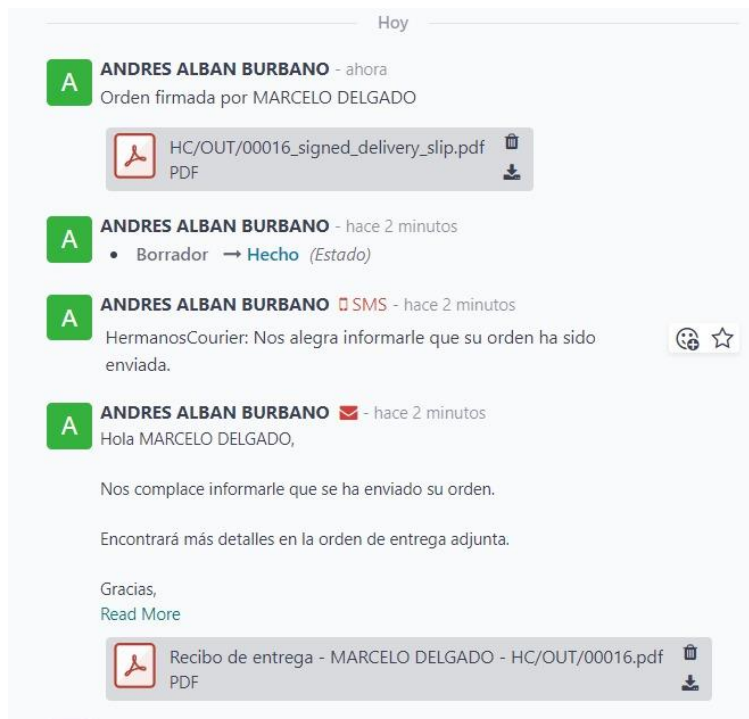 Hoy
A
ANDRES ALBAN BURBANO - ahora
Orden firmada por MARCELO DELGADO
HC/OUT/00016_signed_delivery_slip.pdf
PDF
A
ANDRES ALBAN BURBANO - hace 2 minutos
• Borrador → Hecho (Estado)
A
ANDRES ALBAN BURBANO SMS - hace 2 minutos
HermanosCourier: Nos alegra informarle que su orden ha sido
enviada.
A
ANDRES ALBAN BURBANO - hace 2 minutos
Hola MARCELO DELGADO,
Nos complace informarle que se ha enviado su orden.
Encontrará más detalles en la orden de entrega adjunta.
Gracias,
Read More
Recibo de entrega - MARCELO DELGADO - HC/OUT/00016.pdf
PDF